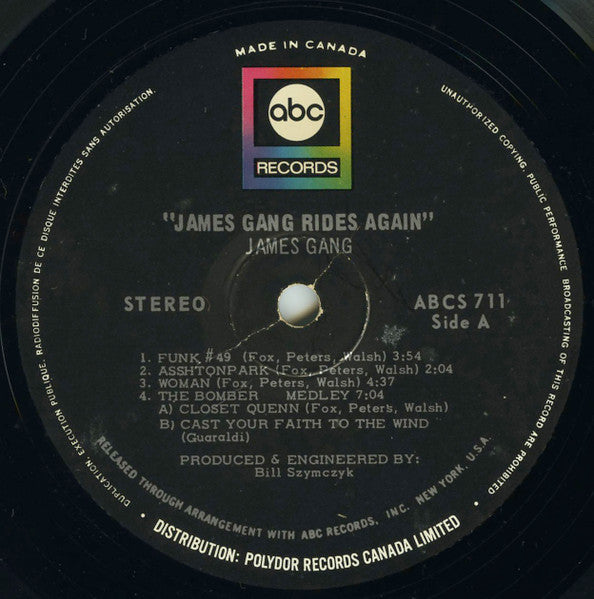 MADE IN CANADA
abc
RECORDS
"JAMES GANG RIDES AGAIN"
JAMES GANG
STEREO
ABCS 711
Side A
1. FUNK #49 (Fox, Peters, Walsh) 3:54
2. ASSHTONPARK (Fox, Peters, Walsh) 2:04
3. WOMAN (Fox, Peters, Walsh) 4:37
4. THE BOMBER MEDLEY 7:04
A) CLOSET QUENN (Fox, Peters, Walsh)
B) CAST YOUR FAITH TO THE WIND
(Guaraldi)
PRODUCED & ENGINEERED BY:
Bill Szymczyk
DUPLICATION, EXECUTION PUBLIQUE, RADIODIFFUSION DE CE DISQUE INTERDITES SANS AUTORISATION.
UNAUTHORIZED COPYING, PUBLIC PERFORMANCE, BROADCASTING OF THIS RECORD ARE PROHIBITED
RELEASED THROUGH ARRANGEMENT WITH ABC RECORDS, INC. NEW YORK, U.S.A.
• DISTRIBUTION: POLYDOR RECORDS CANADA LIMITED •